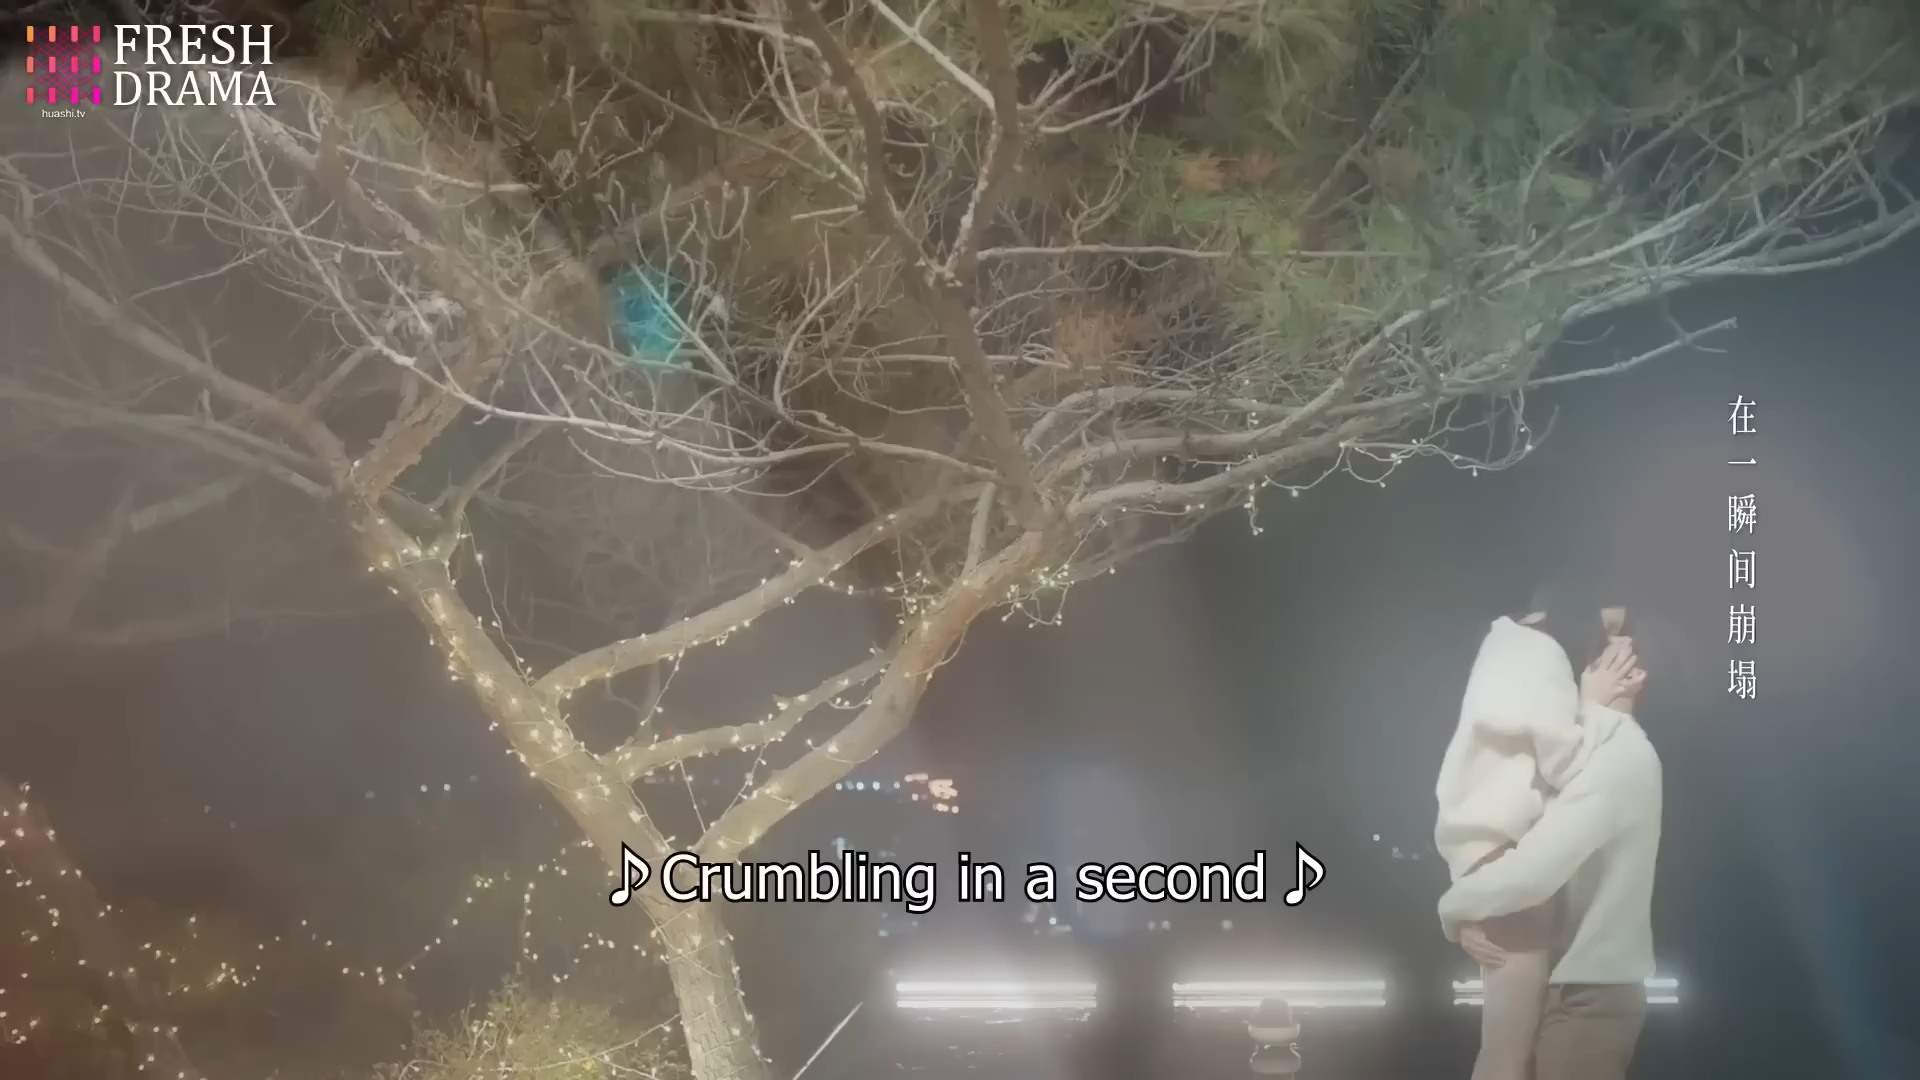 FRESH
DRAMA
huashi.tv
在一瞬间崩塌
♪Crumbling in a second♪